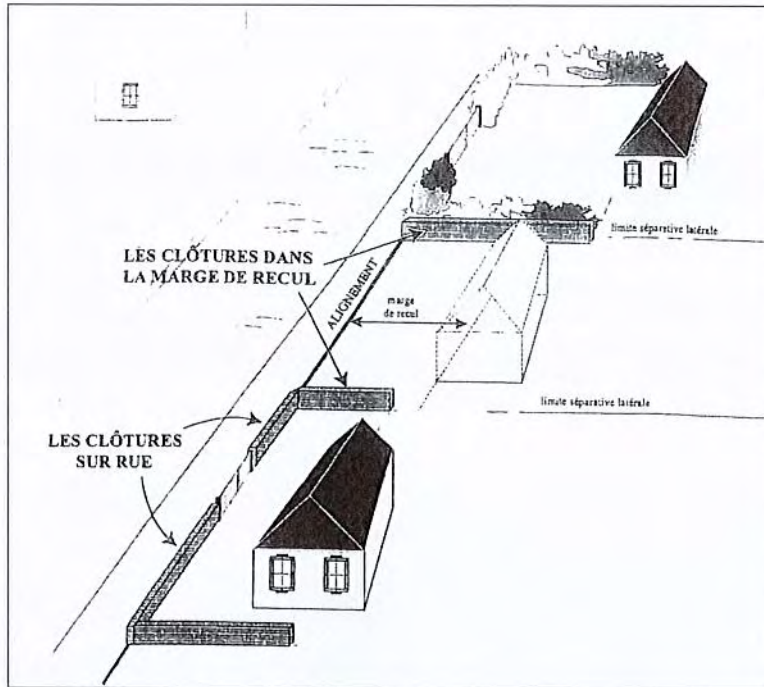 limite séparative latérale
LES CLÔTURES DANS
LA MARGE DE RECUL
ALIGNEMENT
marge
de recul
limite séparative latérale
LES CLÔTURES
SUR RUE